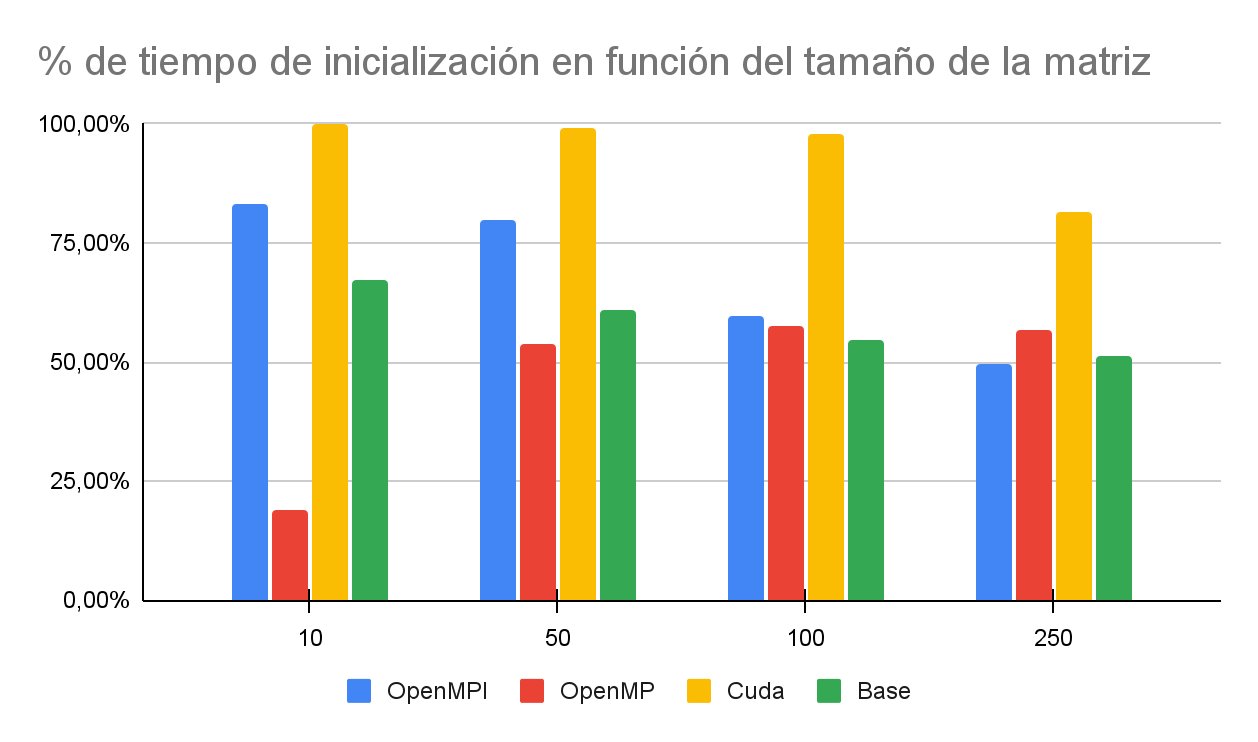 % de tiempo de inicialización en función del tamaño de la matriz
100,00%
75,00%
50,00%
25,00%
0,00%
10 50 100 250
OpenMPI OpenMP Cuda Base